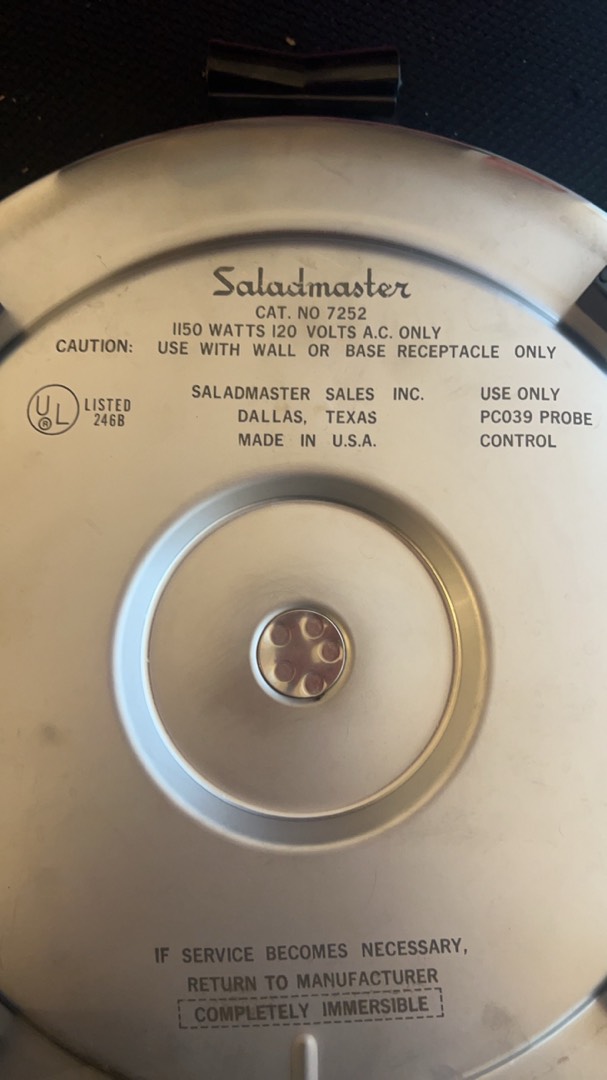 Saladmaster
CAT. NO 7252
1150 WATTS 120 VOLTS A.C. ONLY
CAUTION: USE WITH WALL OR BASE RECEPTACLE ONLY
UL
®
LISTED
246B
SALADMASTER SALES INC.
DALLAS, TEXAS
MADE IN U.S.A.
USE ONLY
PC039 PROBE
CONTROL
IF SERVICE BECOMES NECESSARY,
RETURN TO MANUFACTURER
COMPLETELY IMMERSIBLE